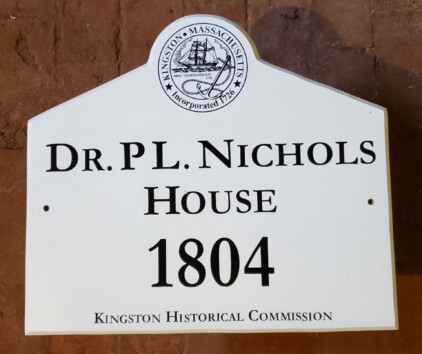 KINGSTON • MASSACHUSETTS
Incorporated 1726
DR. P L. NICHOLS
HOUSE
1804
KINGSTON HISTORICAL COMMISSION